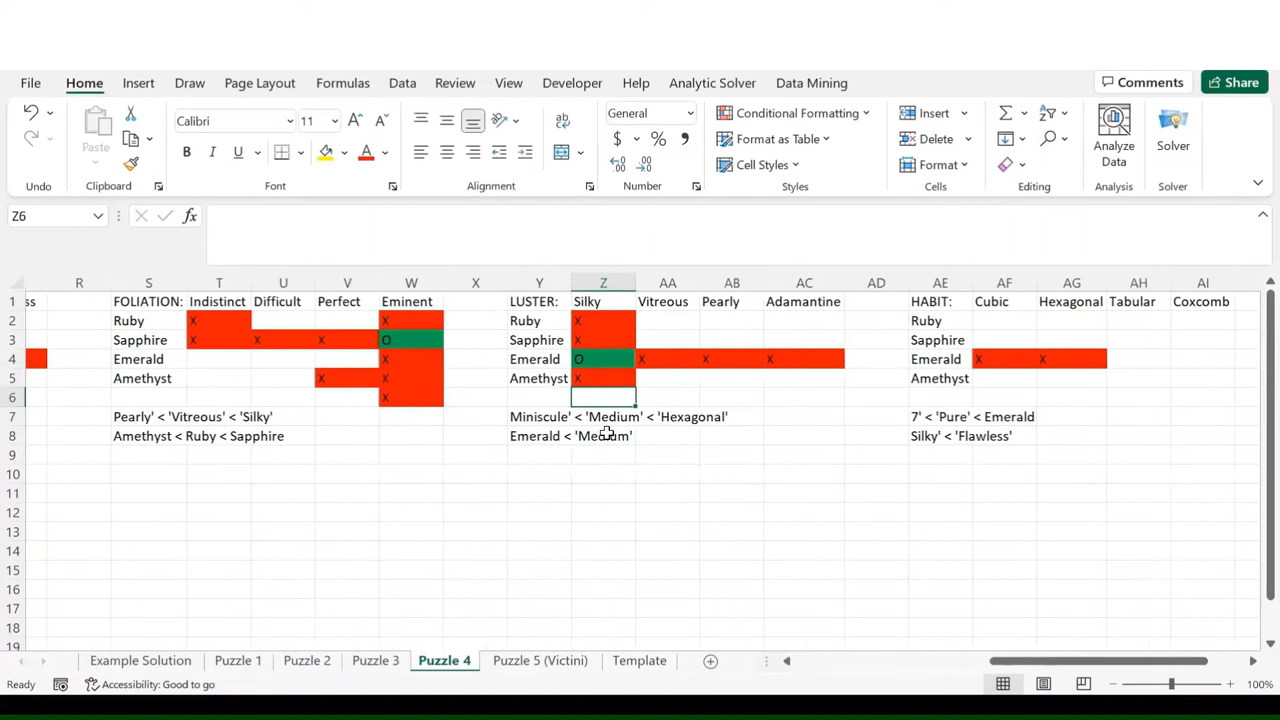 File Home Insert Draw Page Layout Formulas Data Review View Developer Help Analytic Solver Data Mining Comments Share
Calibri 11 A A General Conditional Formatting Insert
Paste B I U A ab $ % Format as Table Delete Analyze Data Solver
Cell Styles Format
Undo Clipboard Font Alignment Number Styles Cells Editing Analysis Solver
Z6 fx
R S T U V W X Y Z AA AB AC AD AE AF AG AH AI
1 ss FOLIATION: Indistinct Difficult Perfect Eminent LUSTER: Silky Vitreous Pearly Adamantine HABIT: Cubic Hexagonal Tabular Coxcomb
2 Ruby X X Ruby X Ruby
3 Sapphire X X X O Sapphire X Sapphire
4 Emerald X Emerald O X X X Emerald X X
5 Amethyst X X Amethyst X Amethyst
6 X
7 Pearly' < 'Vitreous' < 'Silky' Miniscule' < 'Medium' < 'Hexagonal' 7' < 'Pure' < Emerald
8 Amethyst < Ruby < Sapphire Emerald < 'Medium' Silky' < 'Flawless'
9
10
11
12
13
14
15
16
17
18
19
Example Solution Puzzle 1 Puzzle 2 Puzzle 3 Puzzle 4 Puzzle 5 (Victini) Template
Ready Accessibility: Good to go 100%